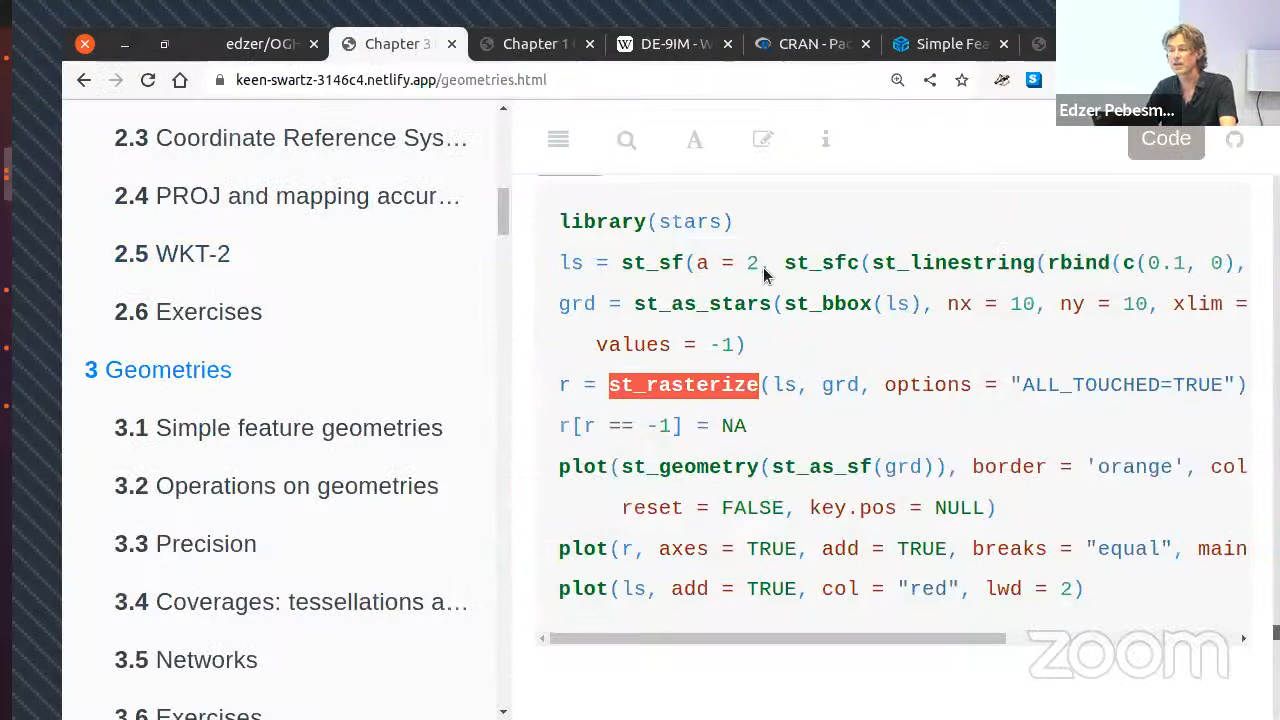 edzer/OGH
Chapter 3
Chapter 1
DE-9IM - W
CRAN - Pac
Simple Fea
keen-swartz-3146c4.netlify.app/geometries.html
Edzer Pebesm...
Code
2.3 Coordinate Reference Sys…
2.4 PROJ and mapping accur…
2.5 WKT-2
2.6 Exercises
3 Geometries
3.1 Simple feature geometries
3.2 Operations on geometries
3.3 Precision
3.4 Coverages: tessellations a…
3.5 Networks
3.6 Exercises
library(stars)
ls = st_sf(a = 2, st_sfc(st_linestring(rbind(c(0.1, 0),
grd = st_as_stars(st_bbox(ls), nx = 10, ny = 10, xlim =
values = -1)
r = st_rasterize(ls, grd, options = "ALL_TOUCHED=TRUE")
r[r == -1] = NA
plot(st_geometry(st_as_sf(grd)), border = 'orange', col
reset = FALSE, key.pos = NULL)
plot(r, axes = TRUE, add = TRUE, breaks = "equal", main
plot(ls, add = TRUE, col = "red", lwd = 2)
zoom